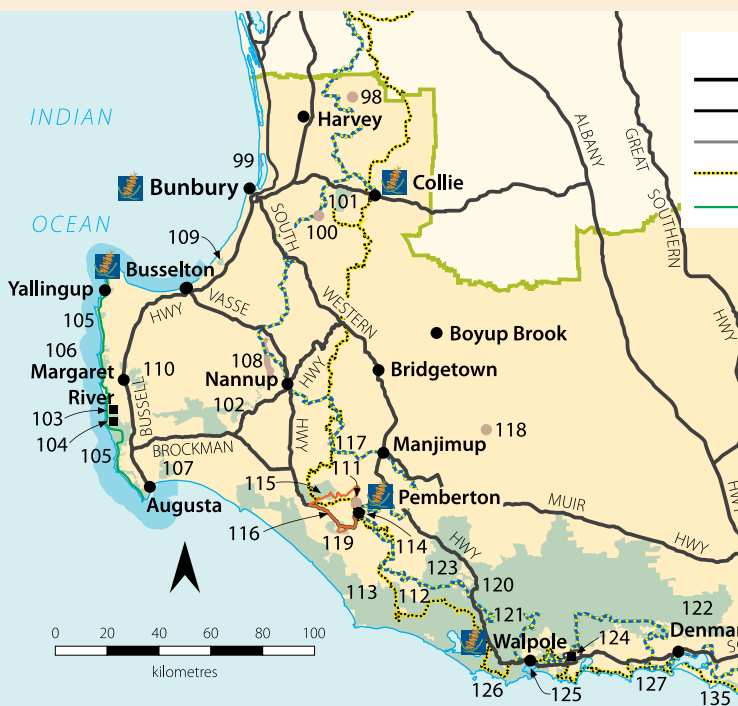 98
Harvey
INDIAN
99
ALBANY
GREAT
Bunbury
101
Collie
OCEAN
SOUTH
100
SOUTHERN
109
Busselton
Yallingup
HWY
VASSE
WESTERN
105
HWY
106
Boyup Brook
Margaret
River
110
108
Nannup
HWY
Bridgetown
HWY
103
BUSSELL
102
104
118
105
BROCKMAN
HWY
117
Manjimup
107
115
111
Augusta
Pemberton
MUIR
116
119
114
HWY
HWY
123
113
112
120
121
122
0 20 40 60 80 100
kilometres
Walpole
124
126
125
127
135